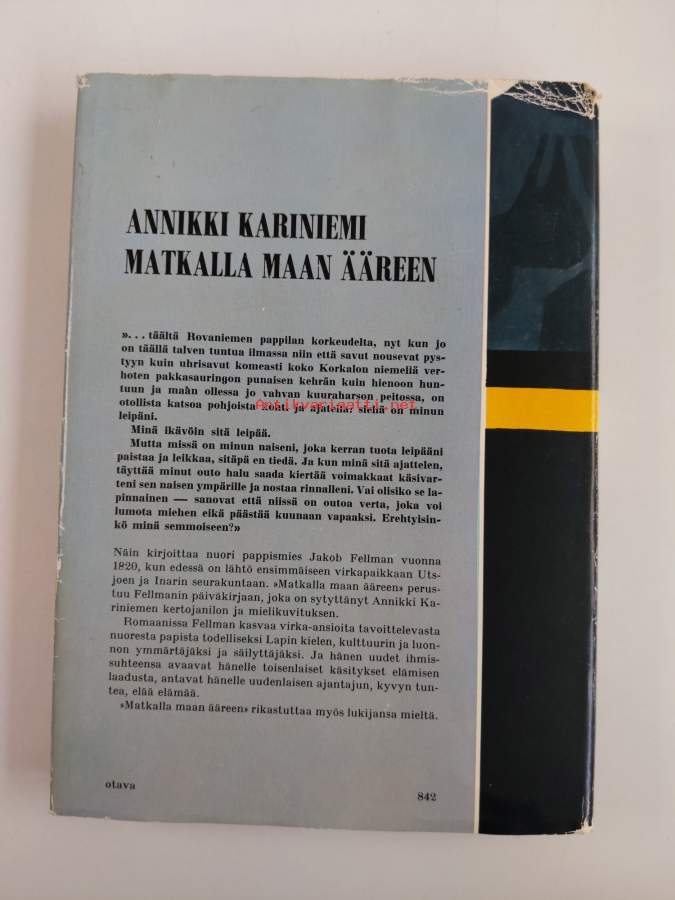 ANNIKKI KARINIEMI
MATKALLA MAAN ÄÄREEN
»...täältä Rovaniemen pappilan korkeudelta, nyt kun jo
on täällä talven tuntua ilmassa niin että savut nousevat pys-
tyyn kuin uhrisavut komeasti koko Korkalon niemeliä ver-
hoten pakkasauringon punaisen kehrän kuin hienoon hun-
tuun ja maan ollessa jo vahvan kuuraharson peitossa, on
otollista katsoa pohjoista kohti ja ajatella: siellä on minun
Antikvariaatti.net
leipäni.
Minä ikävöin sitä leipää.
Mutta missä on minun naiseni, joka kerran tuota leipääni
paistaa ja leikkaa, sitäpä en tiedä. Ja kun minä sitä ajattelen,
täyttää minut outo halu saada kiertää voimakkaat käsivar-
teni sen naisen ympärille ja nostaa rinnalleni. Vai olisiko se la-
pinnainen — sanovat että niissä on outoa verta, joka voi
lumota miehen eikä päästää kuunaan vapaaksi. Erehtyisin-
kö minä semmoiseen?»
Näin kirjoittaa nuori pappismies Jakob Fellman vuonna
1820, kun edessä on lähtö ensimmäiseen virkapaikkaan Uts-
joen ja Inarin seurakuntaan. »Matkalla maan ääreen» perus-
tuu Fellmanin päiväkirjaan, joka on sytyttänyt Annikki Ka-
riniemen kertojanilon ja mielikuvituksen.
Romaanissa Fellman kasvaa virka-ansioita tavoittelevasta
nuoresta papista todelliseksi Lapin kielen, kulttuurin ja luon-
non ymmärtäjäksi ja säilyttäjäksi. Ja hänen uudet ihmis-
suhteensa avaavat hänelle toisenlaiset käsitykset elämisen
laadusta, antavat hänelle uudenlaisen ajantajun, kyvyn tun-
tea, elää elämää.
»Matkalla maan ääreen» rikastuttaa myös lukijansa mieltä.
otava
842